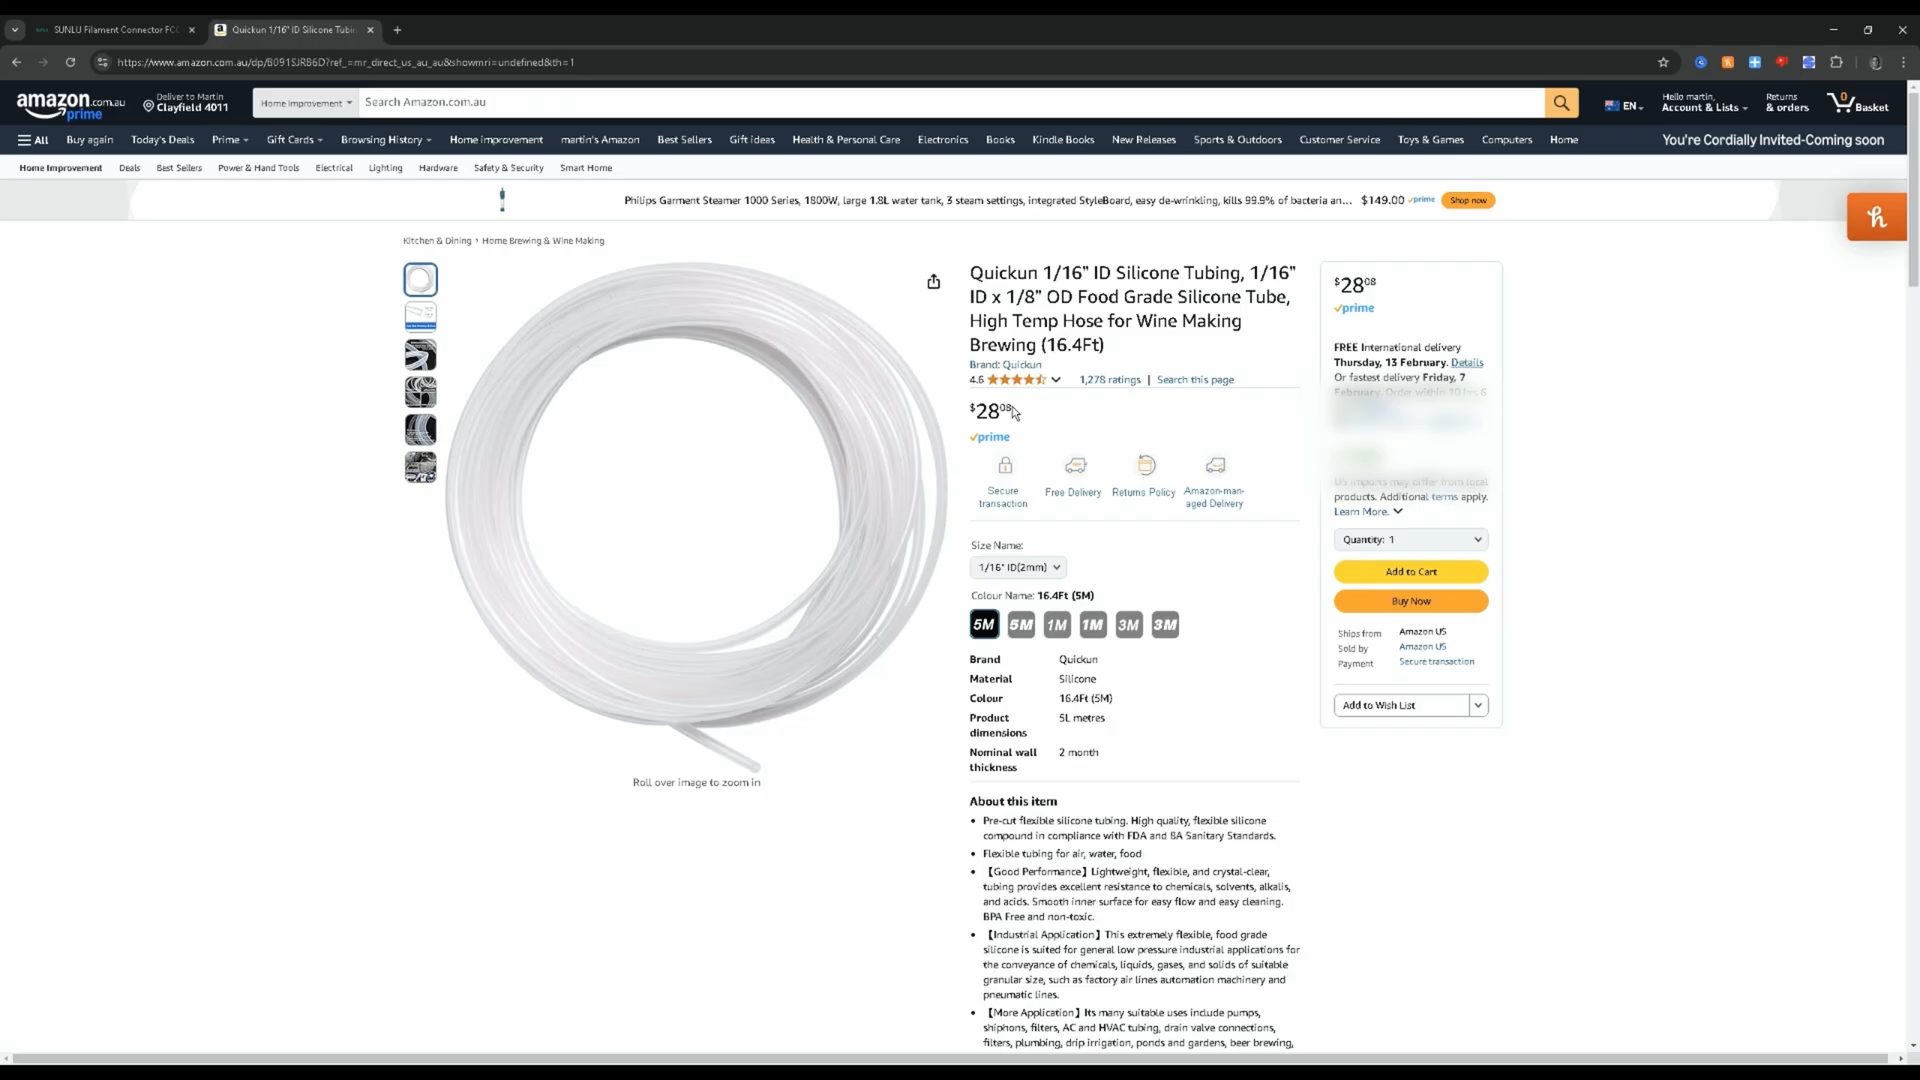 SUNLU Filament Connector FC
Quickun 1/16" ID Silicone Tubi
https://www.amazon.com.au/dp/B091SJRB6D?ref_=mr_direct_us_au_au&showmri=undefined&th=1
amazon.com.au
prime
Deliver to Martin
Clayfield 4011
Home Improvement
Search Amazon.com.au
EN
Hello martin,
Account & Lists
Returns
& orders
0
Basket
All
Buy again
Today's Deals
Prime
Gift Cards
Browsing History
Home improvement
martin's Amazon
Best Sellers
Gift ideas
Health & Personal Care
Electronics
Books
Kindle Books
New Releases
Sports & Outdoors
Customer Service
Toys & Games
Computers
Home
You're Cordially Invited-Coming soon
Home Improvement
Deals
Best Sellers
Power & Hand Tools
Electrical
Lighting
Hardware
Safety & Security
Smart Home
Philips Garment Steamer 1000 Series, 1800W, large 1.8L water tank, 3 steam settings, integrated StyleBoard, easy de-wrinkling, kills 99.9% of bacteria an... $149.00 prime Shop now
Kitchen & Dining › Home Brewing & Wine Making
Roll over image to zoom in
Quickun 1/16” ID Silicone Tubing, 1/16”
ID x 1/8” OD Food Grade Silicone Tube,
High Temp Hose for Wine Making
Brewing (16.4Ft)
Brand: Quickun
4.6
1,278 ratings | Search this page
$2808
prime
Secure
transaction
Free Delivery
Returns Policy
Amazon-man-
aged Delivery
Size Name:
1/16" ID(2mm)
Colour Name: 16.4Ft (5M)
5M 5M 1M 1M 3M 3M
Brand Quickun
Material Silicone
Colour 16.4Ft (5M)
Product 5L metres
dimensions
Nominal wall 2 month
thickness
About this item
• Pre-cut flexible silicone tubing. High quality, flexible silicone
compound in compliance with FDA and 8A Sanitary Standards.
• Flexible tubing for air, water, food
• 【Good Performance】Lightweight, flexible, and crystal-clear,
tubing provides excellent resistance to chemicals, solvents, alkalis,
and acids. Smooth inner surface for easy flow and easy cleaning.
BPA Free and non-toxic.
• 【Industrial Application】This extremely flexible, food grade
silicone is suited for general low pressure industrial applications for
the conveyance of chemicals, liquids, gases, and solids of suitable
granular size, such as factory air lines automation machinery and
pneumatic lines.
• 【More Application】Its many suitable uses include pumps,
shiphons, filters, AC and HVAC tubing, drain valve connections,
filters, plumbing, drip irrigation, ponds and gardens, beer brewing,
$2808
prime
FREE International delivery
Thursday, 13 February. Details
Or fastest delivery Friday, 7
February. Order within 10 hrs 6
US imports may differ from local
products. Additional terms apply.
Learn More.
Quantity: 1
Add to Cart
Buy Now
Ships from Amazon US
Sold by Amazon US
Payment Secure transaction
Add to Wish List